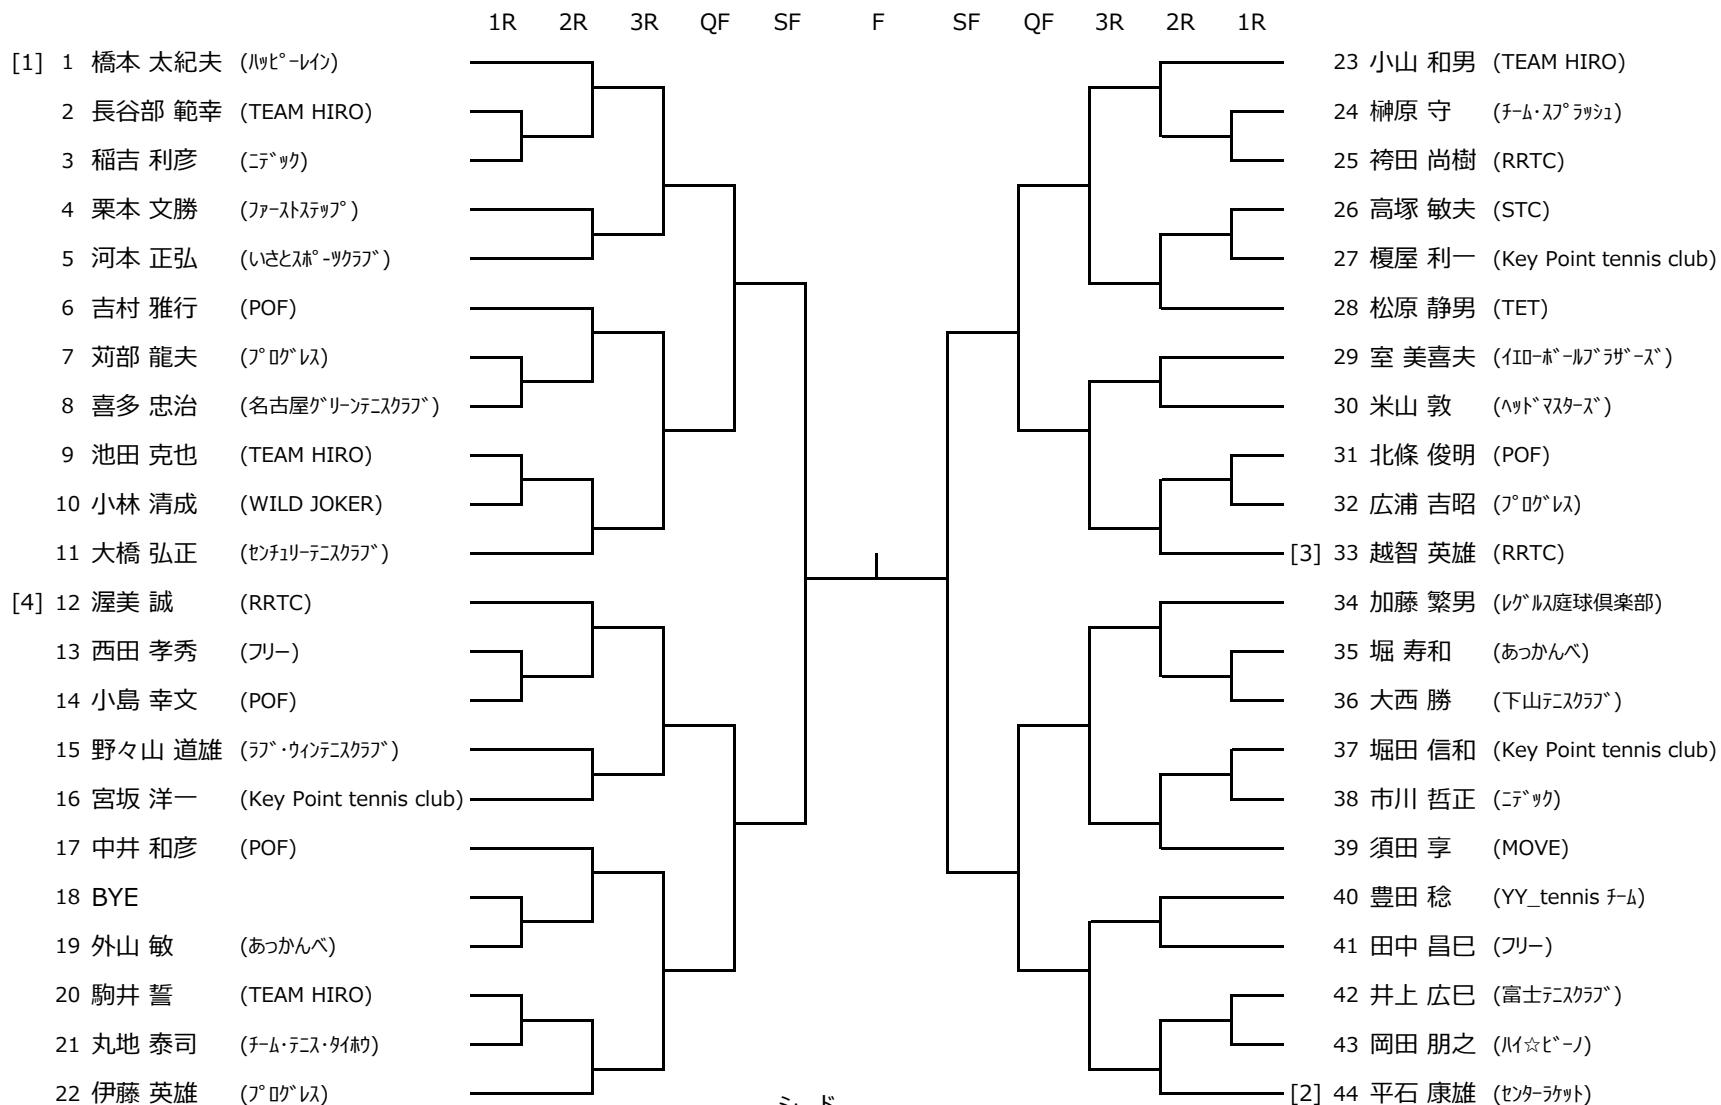 1R 2R 3R QF SF F SF QF 3R 2R 1R
[1] 1 橋本 太紀夫 (ﾊｯﾋﾟｰﾚｲﾝ)
2 長谷部 範幸 (TEAM HIRO)
3 稲吉 利彦 (ﾆﾃﾞｯｸ)
4 栗本 文勝 (ﾌｧｰｽﾄｽﾃｯﾌﾟ)
5 河本 正弘 (いさとｽﾎﾟｰﾂｸﾗﾌﾞ)
6 吉村 雅行 (POF)
7 苅部 龍夫 (ﾌﾟﾛｸﾞﾚｽ)
8 喜多 忠治 (名古屋ｸﾞﾘｰﾝﾃﾆｽｸﾗﾌﾞ)
9 池田 克也 (TEAM HIRO)
10 小林 清成 (WILD JOKER)
11 大橋 弘正 (ｾﾝﾁｭﾘｰﾃﾆｽｸﾗﾌﾞ)
[4] 12 渥美 誠 (RRTC)
13 西田 孝秀 (フリー)
14 小島 幸文 (POF)
15 野々山 道雄 (ﾗﾌﾞ･ｳｨﾝﾃﾆｽｸﾗﾌﾞ)
16 宮坂 洋一 (Key Point tennis club)
17 中井 和彦 (POF)
18 BYE
19 外山 敏 (あっかんべ)
20 駒井 誓 (TEAM HIRO)
21 丸地 泰司 (ﾁｰﾑ･ﾃﾆｽ･ﾀｲﾎｳ)
22 伊藤 英雄 (ﾌﾟﾛｸﾞﾚｽ)
23 小山 和男 (TEAM HIRO)
24 榊原 守 (ﾁｰﾑ･ｽﾌﾟﾗｯｼｭ)
25 袴田 尚樹 (RRTC)
26 高塚 敏夫 (STC)
27 榎屋 利一 (Key Point tennis club)
28 松原 静男 (TET)
29 室 美喜夫 (ｲｴﾛｰﾎﾞｰﾙﾌﾞﾗｻﾞｰｽﾞ)
30 米山 敦 (ﾍｯﾄﾞﾏｽﾀｰｽﾞ)
31 北條 俊明 (POF)
32 広浦 吉昭 (ﾌﾟﾛｸﾞﾚｽ)
[3] 33 越智 英雄 (RRTC)
34 加藤 繁男 (ﾚｸﾞﾙｽ庭球倶楽部)
35 堀 寿和 (あっかんべ)
36 大西 勝 (下山ﾃﾆｽｸﾗﾌﾞ)
37 堀田 信和 (Key Point tennis club)
38 市川 哲正 (ﾆﾃﾞｯｸ)
39 須田 享 (MOVE)
40 豊田 稔 (YY_tennis ﾁｰﾑ)
41 田中 昌巳 (フリー)
42 井上 広巳 (富士ﾃﾆｽｸﾗﾌﾞ)
43 岡田 朋之 (ﾊｲ☆ﾋﾞｰﾉ)
[2] 44 平石 康雄 (ｾﾝﾀｰﾗｹｯﾄ)